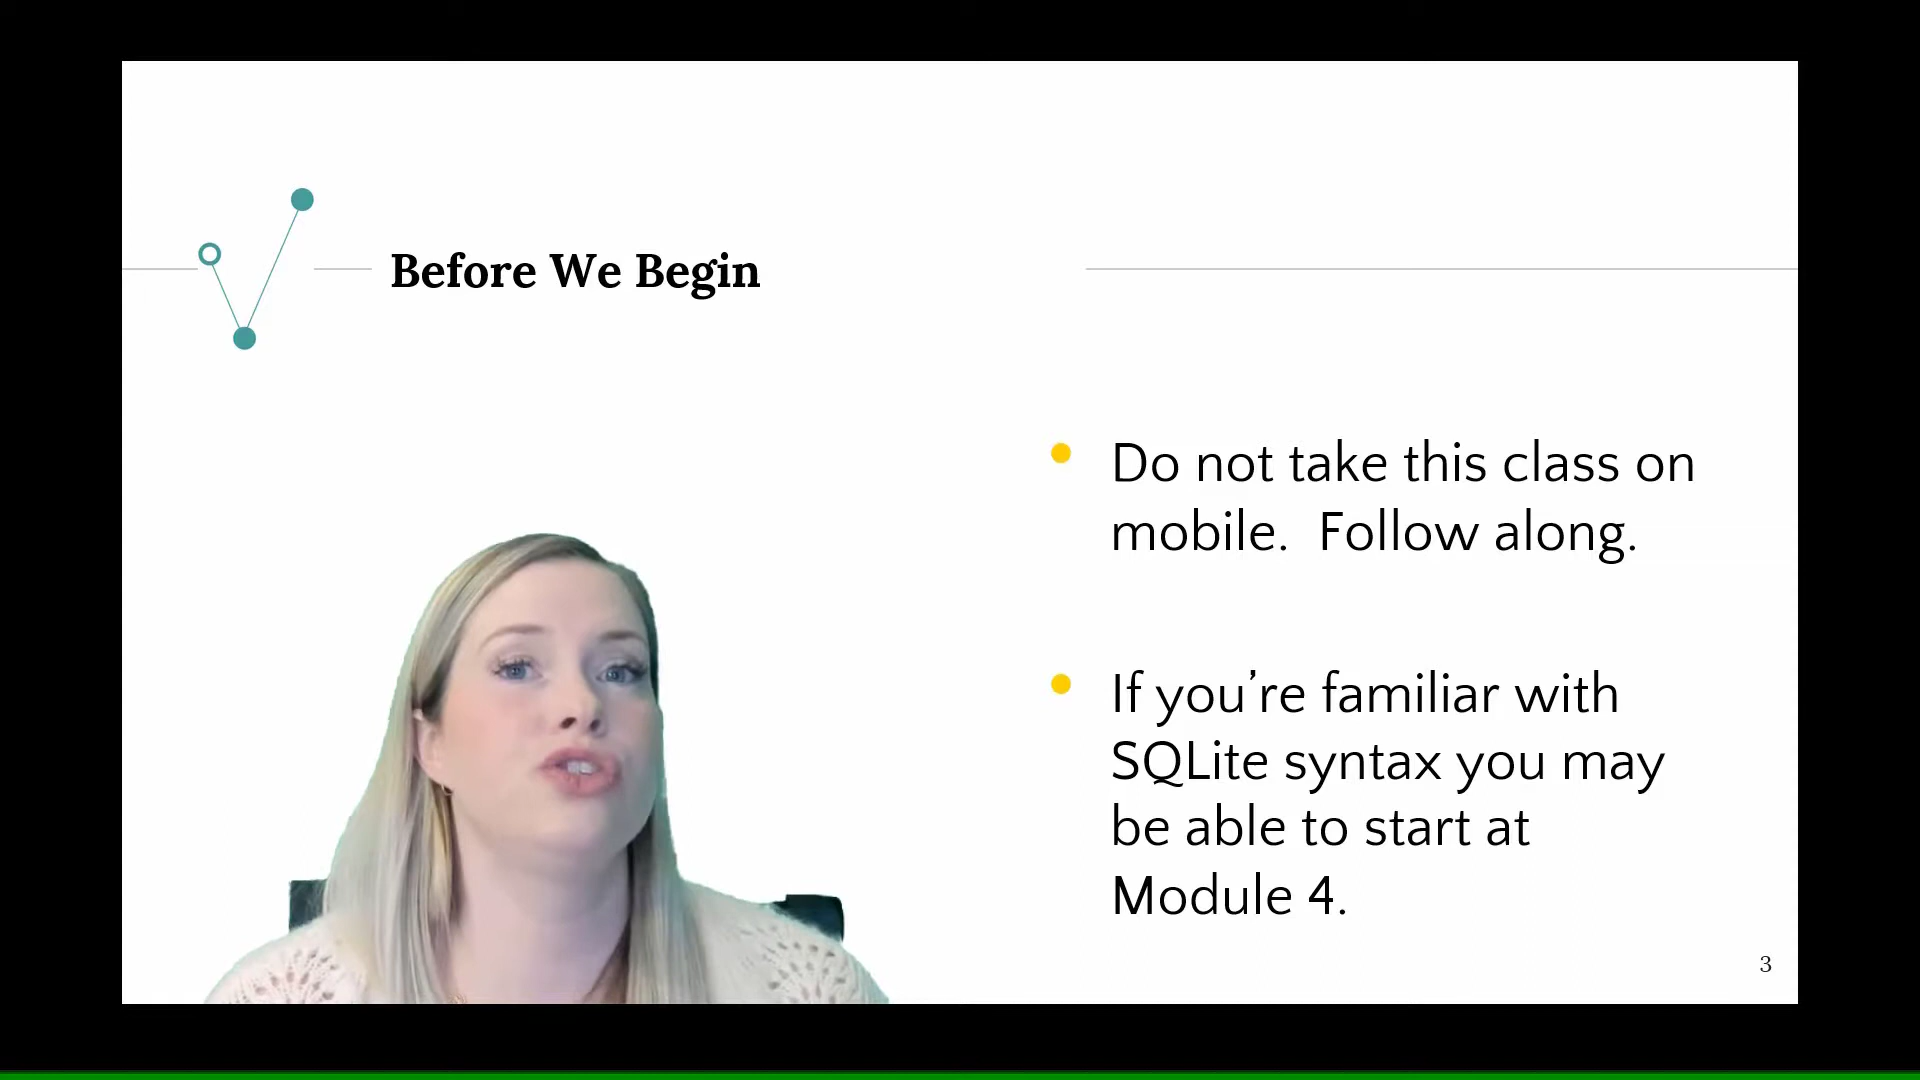 Before We Begin
Do not take this class on
mobile.  Follow along.
If you’re familiar with
SQLite syntax you may
be able to start at
Module 4.
3